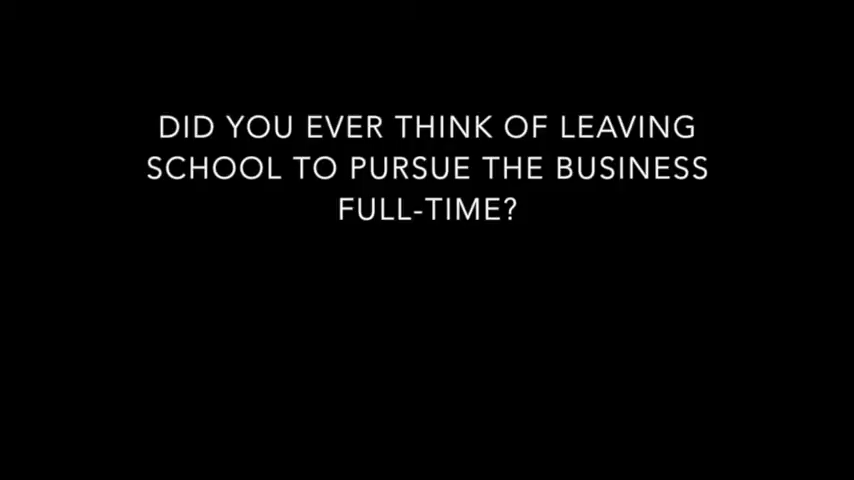 DID YOU EVER THINK OF LEAVING
SCHOOL TO PURSUE THE BUSINESS
FULL-TIME?